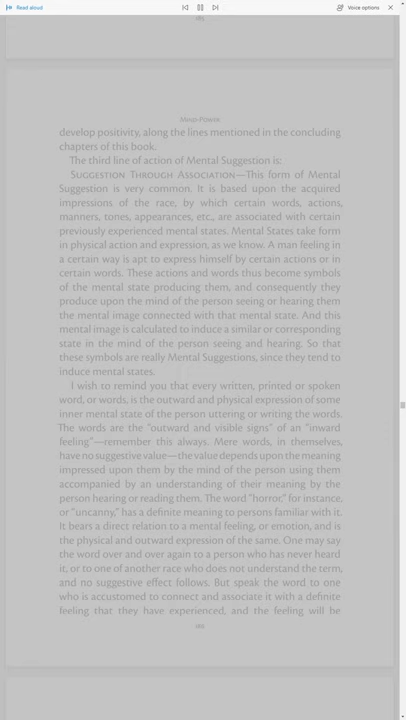 Read aloud
Voice options
185
Mind-Power
develop positivity, along the lines mentioned in the concluding
chapters of this book.
The third line of action of Mental Suggestion is:
Suggestion Through Association—This form of Mental
Suggestion is very common. It is based upon the acquired
impressions of the race, by which certain words, actions,
manners, tones, appearances, etc., are associated with certain
previously experienced mental states. Mental States take form
in physical action and expression, as we know. A man feeling in
a certain way is apt to express himself by certain actions or in
certain words. These actions and words thus become symbols
of the mental state producing them, and consequently they
produce upon the mind of the person seeing or hearing them
the mental image connected with that mental state. And this
mental image is calculated to induce a similar or corresponding
state in the mind of the person seeing and hearing. So that
these symbols are really Mental Suggestions, since they tend to
induce mental states.
I wish to remind you that every written, printed or spoken
word, or words, is the outward and physical expression of some
inner mental state of the person uttering or writing the words.
The words are the "outward and visible signs" of an "inward
feeling"—remember this always. Mere words, in themselves,
have no suggestive value—the value depends upon the meaning
impressed upon them by the mind of the person using them
accompanied by an understanding of their meaning by the
person hearing or reading them. The word "horror," for instance,
or "uncanny," has a definite meaning to persons familiar with it.
It bears a direct relation to a mental feeling, or emotion, and is
the physical and outward expression of the same. One may say
the word over and over again to a person who has never heard
it, or to one of another race who does not understand the term,
and no suggestive effect follows. But speak the word to one
who is accustomed to connect and associate it with a definite
feeling that they have experienced, and the feeling will be
186